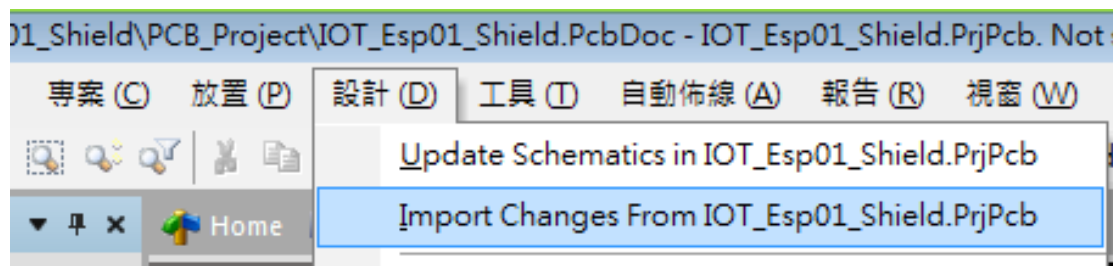 01_Shield\PCB_Project\IOT_Esp01_Shield.PcbDoc - IOT_Esp01_Shield.PrjPcb. Not
專案 (C) 放置 (P) 設計 (D) 工具 (T) 自動佈線 (A) 報告 (R) 視窗 (W)
Update Schematics in IOT_Esp01_Shield.PrjPcb
Home Import Changes From IOT_Esp01_Shield.PrjPcb